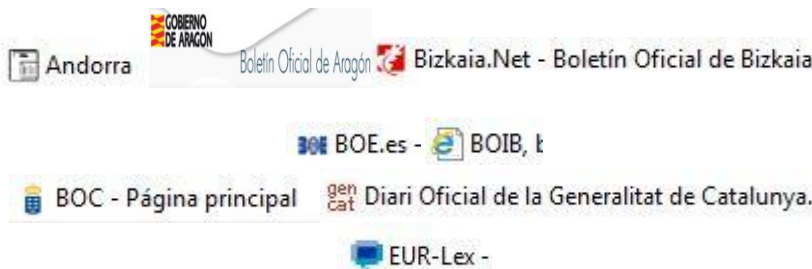 GOBIERNO
DE ARAGON
Andorra
Boletín Oficial de Aragón
Bizkaia.Net - Boletín Oficial de Bizkaia
BOE
BOE.es -
BOIB, b
BOC - Página principal
gen
cat
Diari Oficial de la Generalitat de Catalunya.
EUR-Lex -